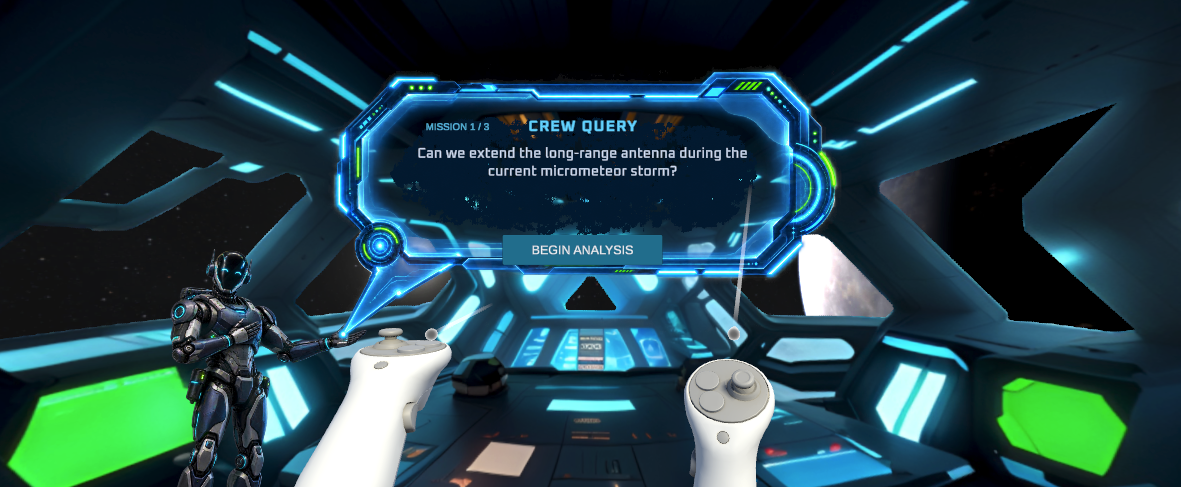 MISSION 1 / 3
CREW QUERY
Can we extend the long-range antenna during the
current micrometeor storm?
BEGIN ANALYSIS